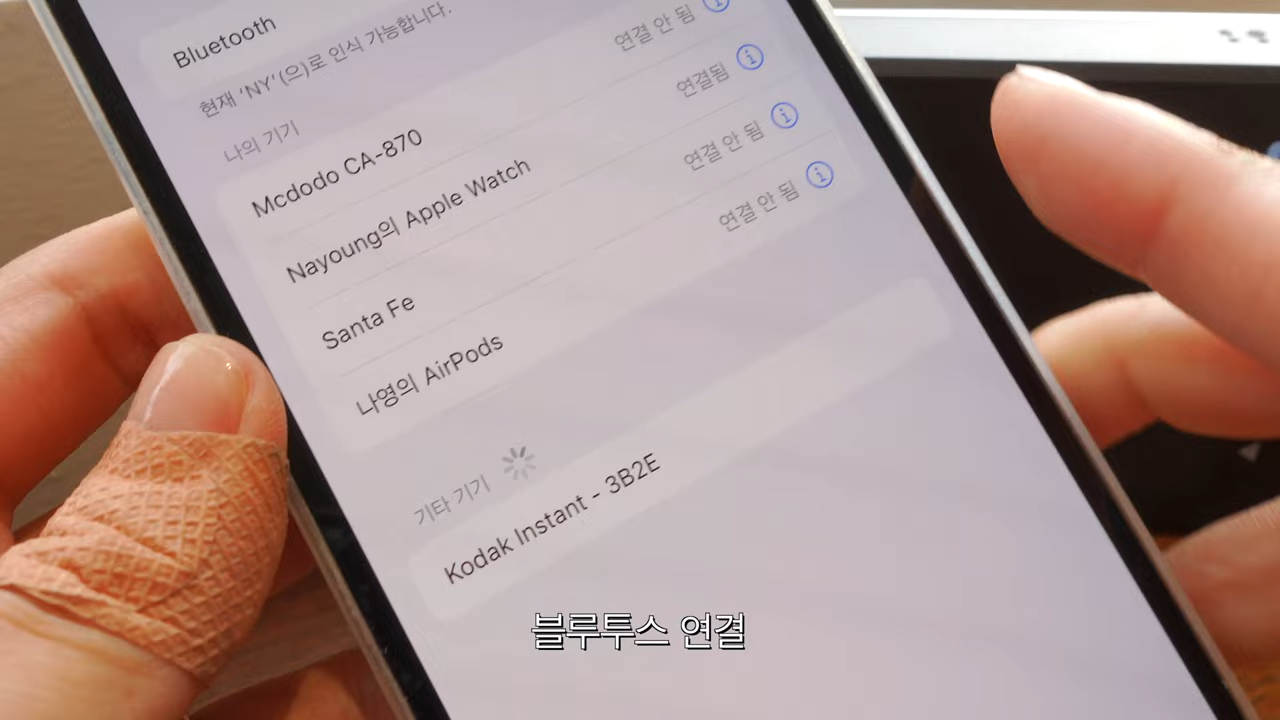 Bluetooth
현재 ‘NY’(으)로 인식 가능합니다.
나의 기기
Mcdodo CA-870 연결 안 됨
Nayoung의 Apple Watch 연결됨
Santa Fe 연결 안 됨
나영의 AirPods 연결 안 됨
기타 기기
Kodak Instant - 3B2E
블루투스 연결